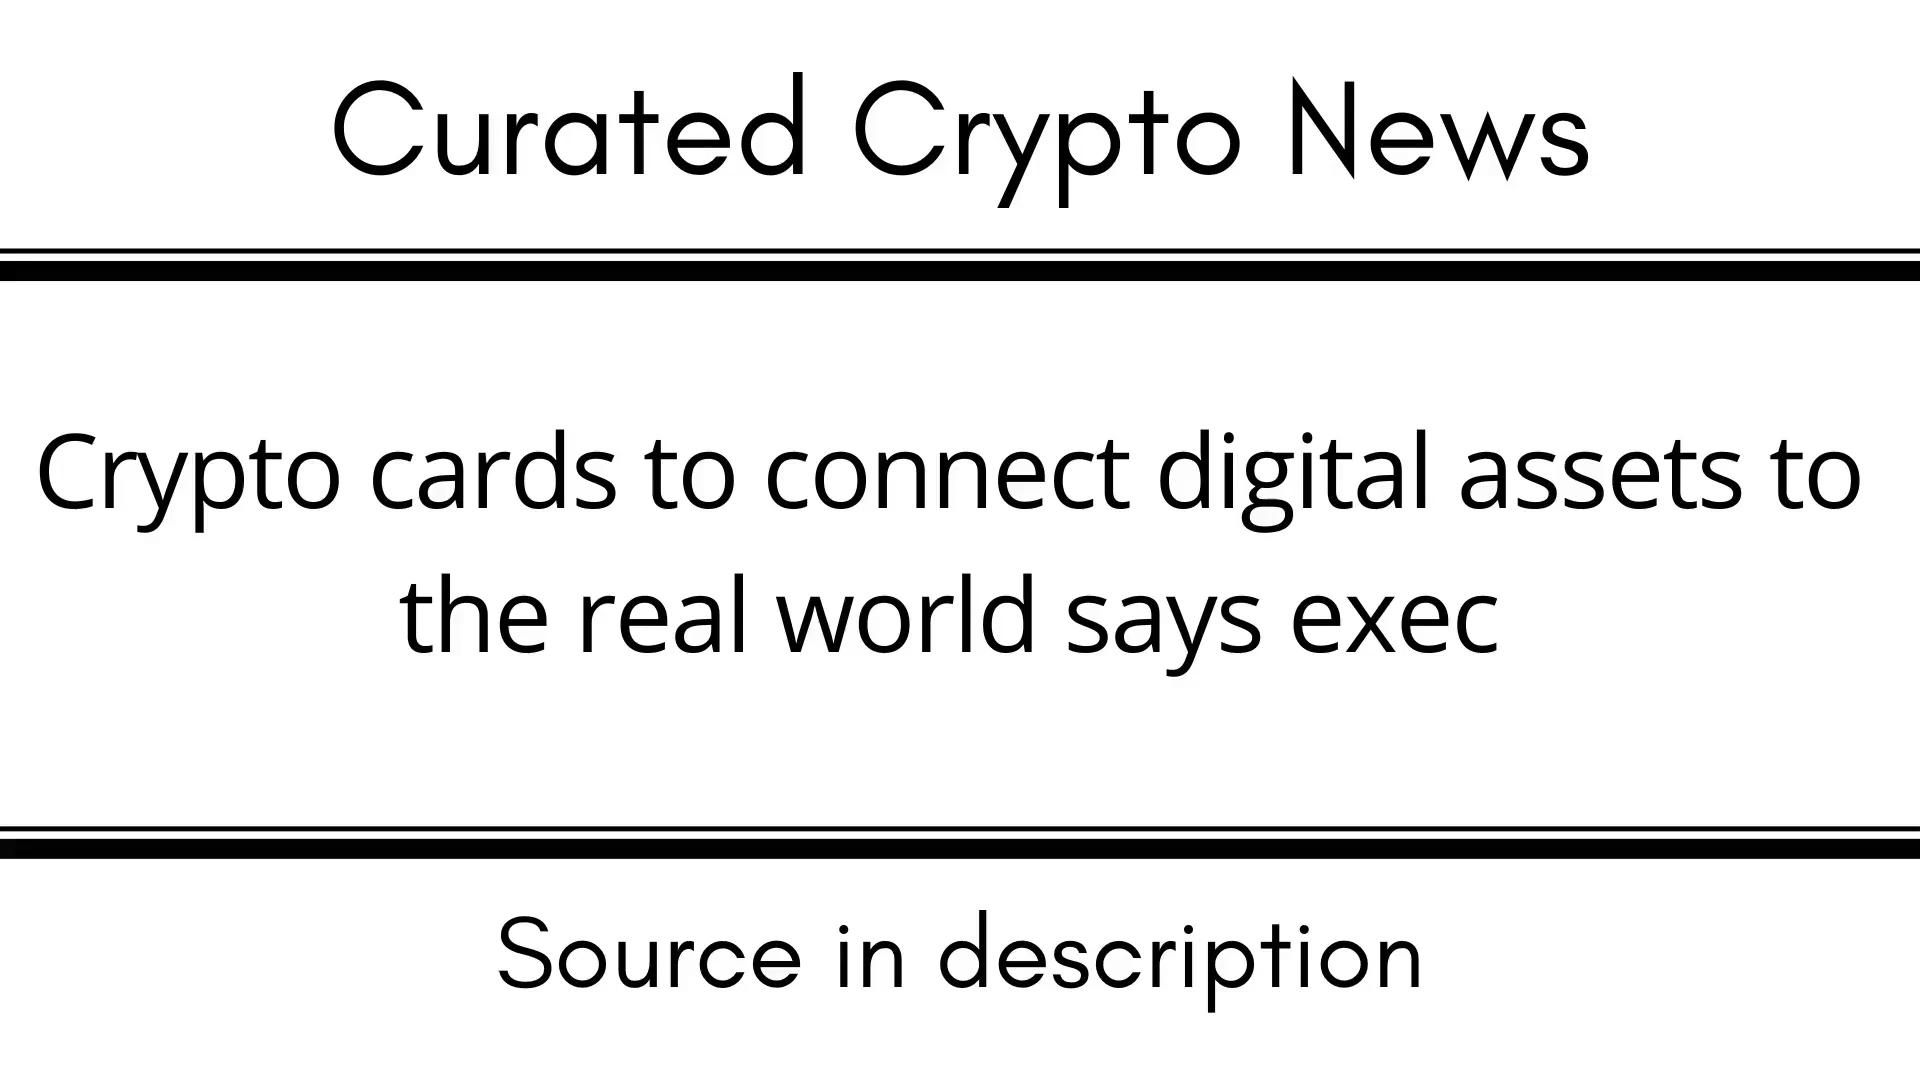 Curated Crypto News
Crypto cards to connect digital assets to
the real world says exec
Source in description